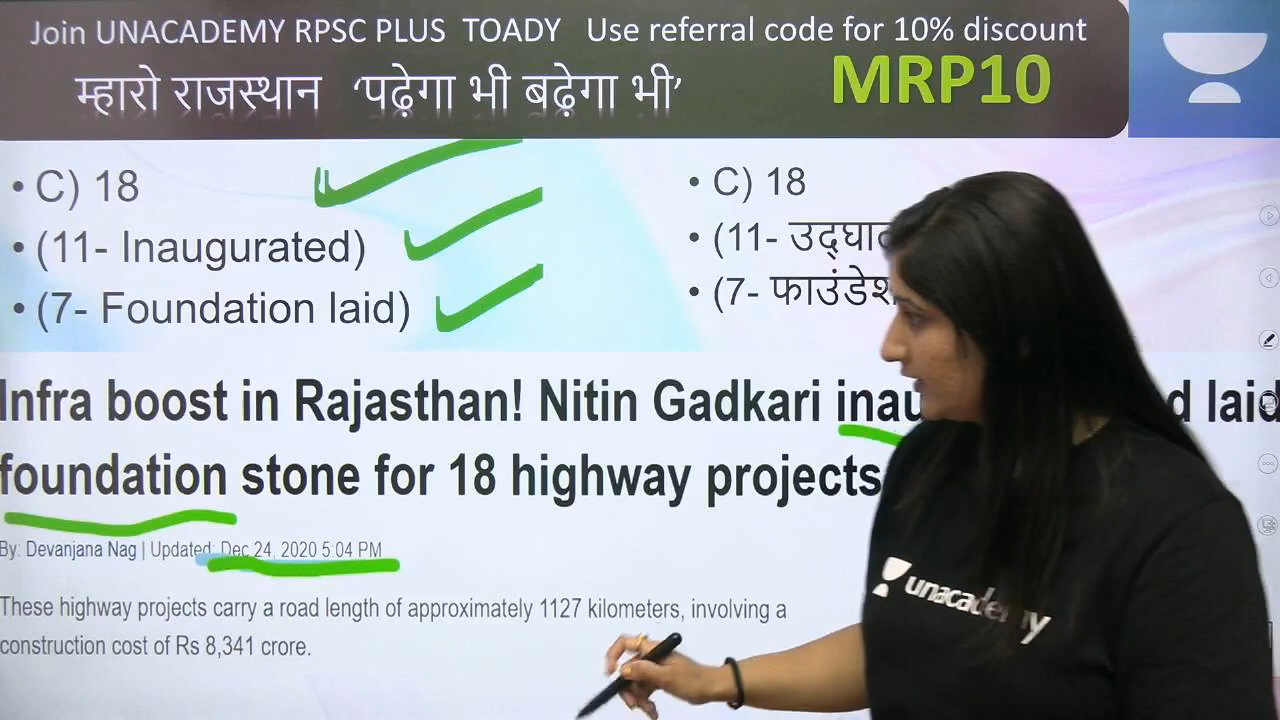 Join UNACADEMY RPSC PLUS TOADY Use referral code for 10% discount
म्हारो राजस्थान ‘पढ़ेगा भी बढ़ेगा भी’ MRP10
• C) 18
• (11- Inaugurated)
• (7- Foundation laid)
• C) 18
• (11-
• (7-
Infra boost in Rajasthan! Nitin Gadkari laid
foundation stone for 18 highway projects
By: Devanjana Nag | Updated: Dec 24, 2020 5:04 PM
These highway projects carry a road length of approximately 1127 kilometers, involving a
construction cost of Rs 8,341 crore.
unacademy